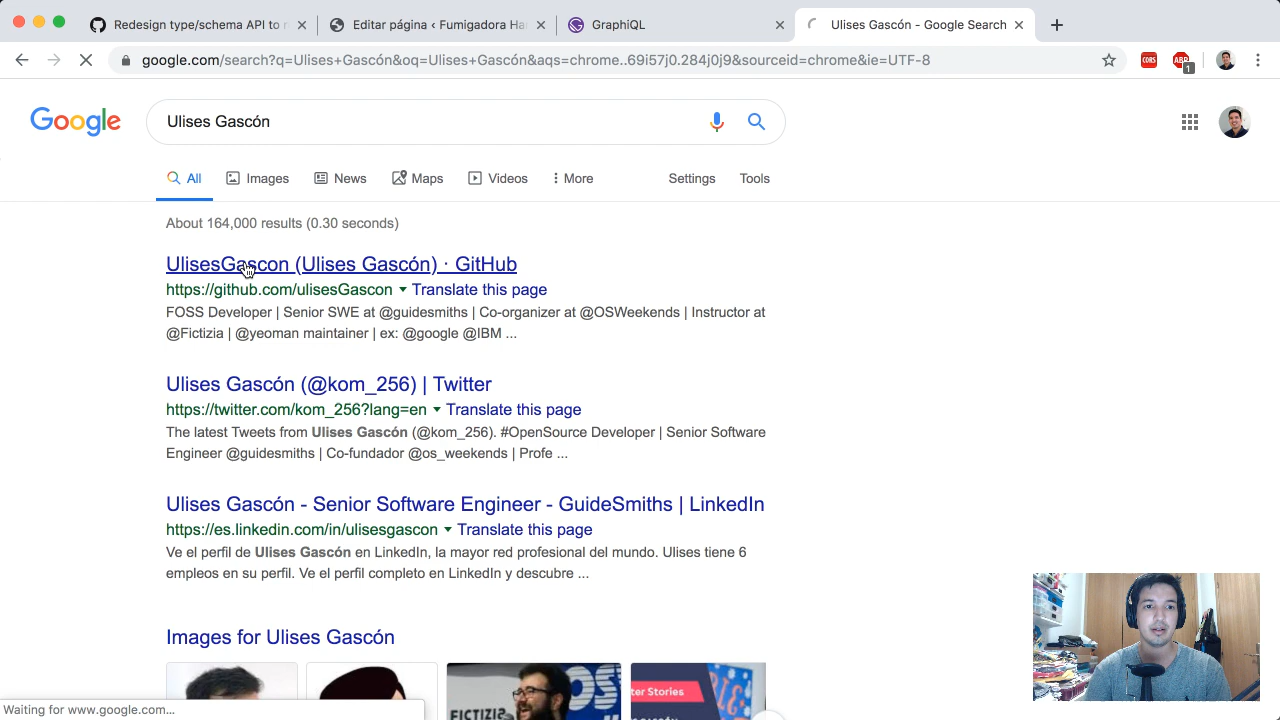 Redesign type/schema API to
Editar página ‹ Fumigadora Ha
GraphiQL
Ulises Gascón - Google Search
google.com/search?q=Ulises+Gascón&oq=Ulises+Gascón&aqs=chrome..69i57j0.284j0j9&sourceid=chrome&ie=UTF-8
CORS
ABP
1
Google
Ulises Gascón
All
Images
News
Maps
Videos
More
Settings
Tools
About 164,000 results (0.30 seconds)
UlisesGascon (Ulises Gascón) · GitHub
https://github.com/ulisesGascon Translate this page
FOSS Developer | Senior SWE at @guidesmiths | Co-organizer at @OSWeekends | Instructor at
@Fictizia | @yeoman maintainer | ex: @google @IBM ...
Ulises Gascón (@kom_256) | Twitter
https://twitter.com/kom_256?lang=en Translate this page
The latest Tweets from Ulises Gascón (@kom_256). #OpenSource Developer | Senior Software
Engineer @guidesmiths | Co-fundador @os_weekends | Profe ...
Ulises Gascón - Senior Software Engineer - GuideSmiths | LinkedIn
https://es.linkedin.com/in/ulisesgascon Translate this page
Ve el perfil de Ulises Gascón en LinkedIn, la mayor red profesional del mundo. Ulises tiene 6
empleos en su perfil. Ve el perfil completo en LinkedIn y descubre ...
Images for Ulises Gascón
ter Stories
Waiting for www.google.com...